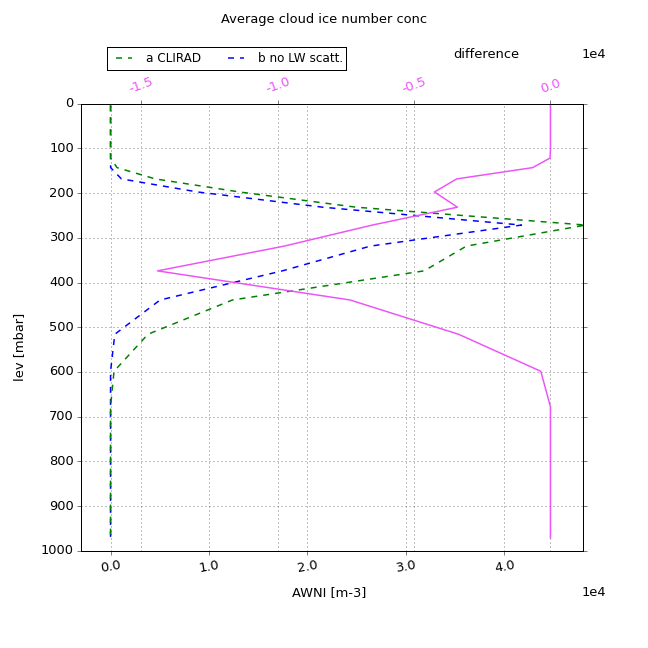 Average cloud ice number conc
a CLIRAD b no LW scatt.
difference 1e4
-1.5 -1.0 -0.5 0.0
0
100
200
300
400
500
600
700
800
900
1000
lev [mbar]
0.0 1.0 2.0 3.0 4.0
AWNI [m-3] 1e4